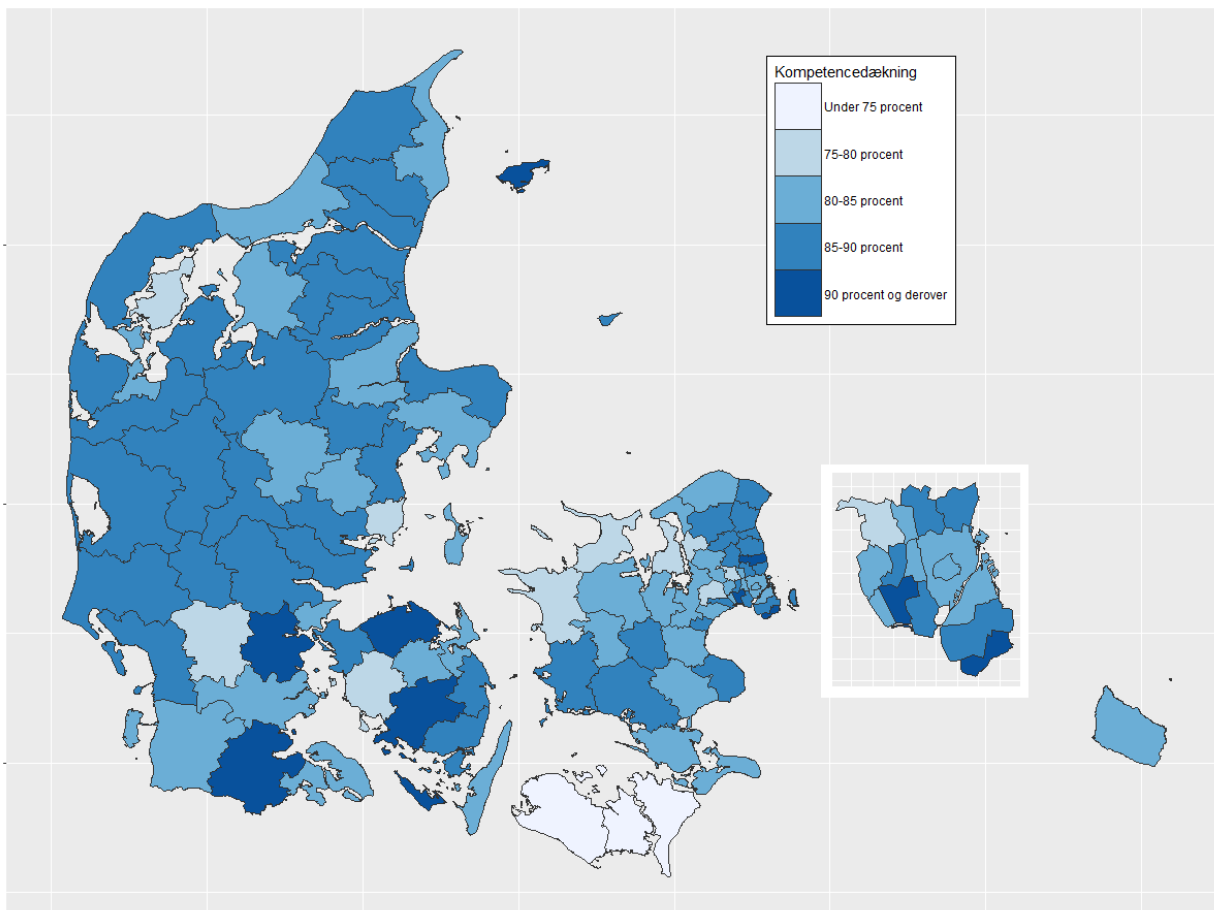 Kompetencedækning
Under 75 procent
75-80 procent
80-85 procent
85-90 procent
90 procent og derover